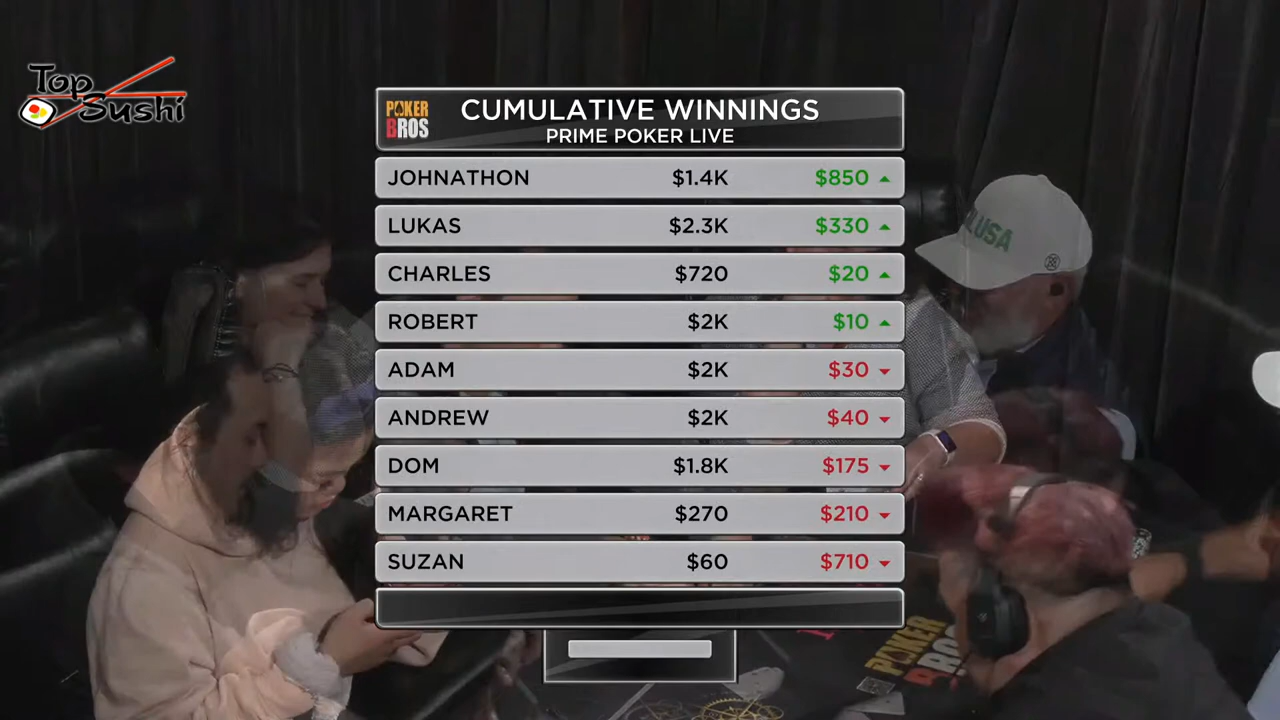 Top
Sushi
POKER
BROS
CUMULATIVE WINNINGS
PRIME POKER LIVE
JOHNATHON $1.4K $850
LUKAS $2.3K $330
CHARLES $720 $20
ROBERT $2K $10
ADAM $2K $30
ANDREW $2K $40
DOM $1.8K $175
MARGARET $270 $210
SUZAN $60 $710
USA
POKER
BROS